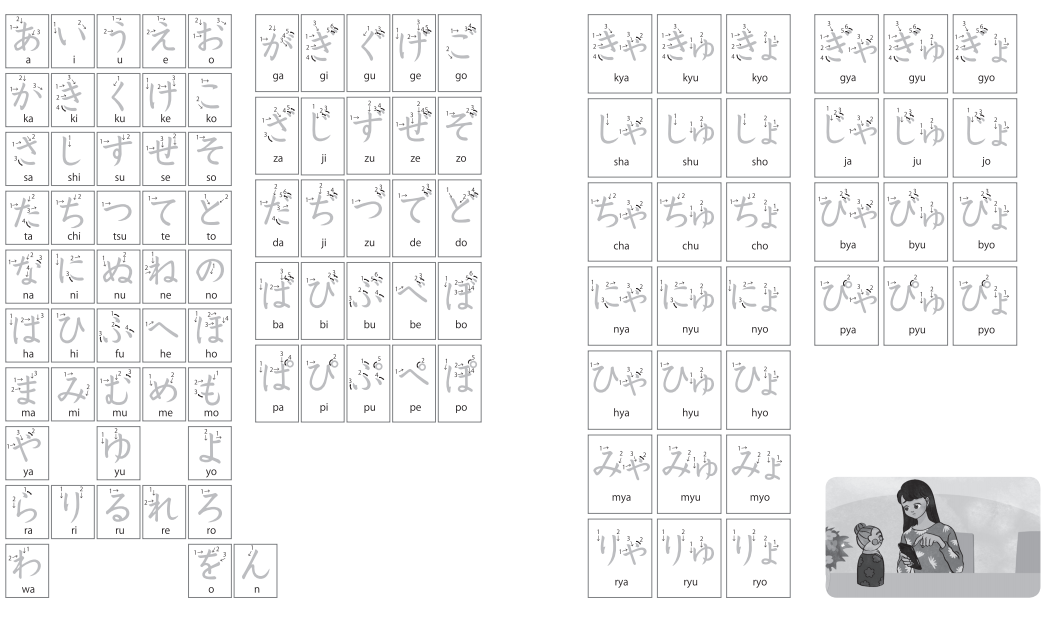 あ い う え お
a i u e o
か き く け こ
ka ki ku ke ko
さ し す せ そ
sa shi su se so
た ち つ て と
ta chi tsu te to
な に ぬ ね の
na ni nu ne no
は ひ ふ へ ほ
ha hi fu he ho
ま み む め も
ma mi mu me mo
や ゆ よ
ya yu yo
ら り る れ ろ
ra ri ru re ro
わ を ん
wa o n
が ぎ ぐ げ ご
ga gi gu ge go
ざ じ ず ぜ ぞ
za ji zu ze zo
だ ぢ づ で ど
da ji zu de do
ば び ぶ べ ぼ
ba bi bu be bo
ぱ ぴ ぷ ぺ ぽ
pa pi pu pe po
きゃ きゅ きょ
kya kyu kyo
しゃ しゅ しょ
sha shu sho
ちゃ ちゅ ちょ
cha chu cho
にゃ にゅ にょ
nya nyu nyo
ひゃ ひゅ ひょ
hya hyu hyo
みゃ みゅ みょ
mya myu myo
りゃ りゅ りょ
rya ryu ryo
ぎゃ ぎゅ ぎょ
gya gyu gyo
じゃ じゅ じょ
ja ju jo
びゃ びゅ びょ
bya byu byo
ぴゃ ぴゅ ぴょ
pya pyu pyo